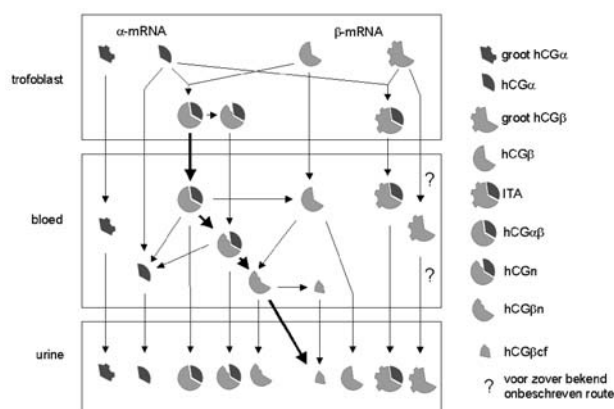 α-mRNA
β-mRNA
trofoblast
bloed
?
?
urine
groot hCGα
hCGα
groot hCGβ
hCGβ
ITA
hCGαβ
hCGn
hCGβn
hCGβcf
? voor zover bekend
onbeschreven route